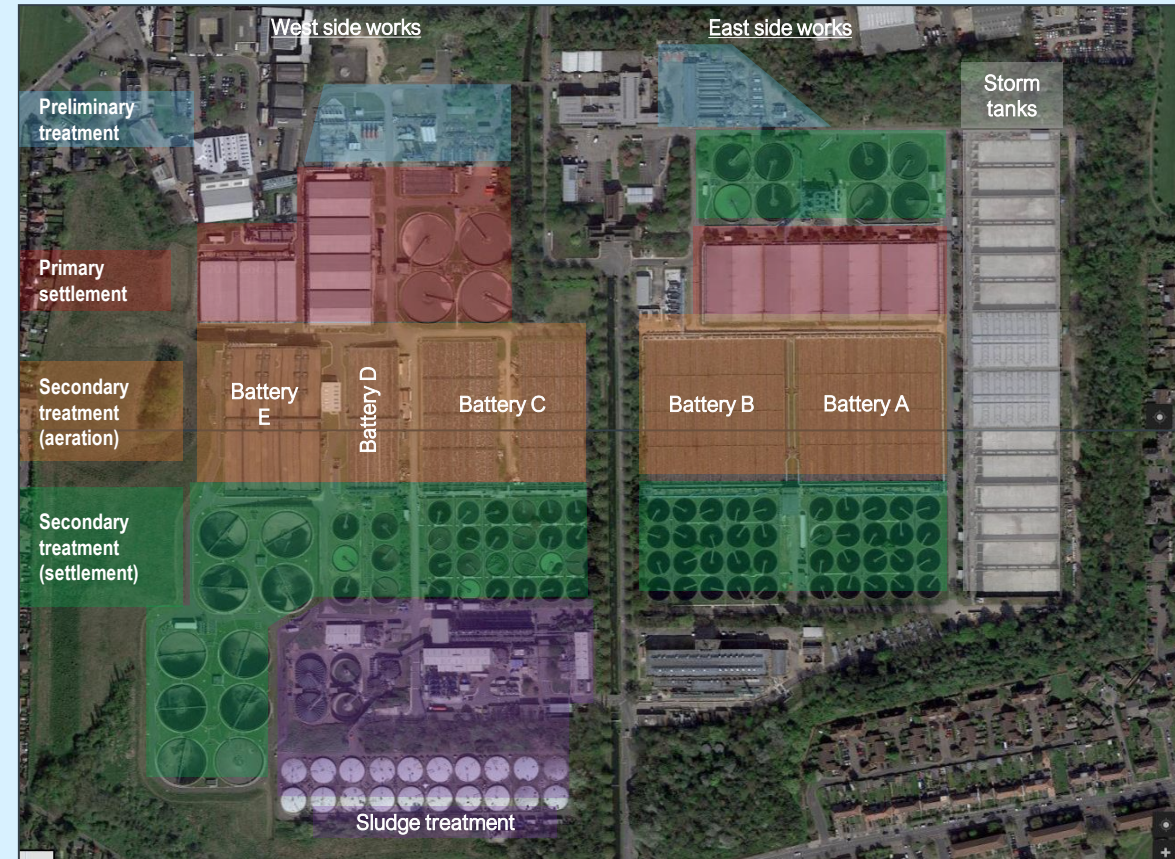 West side works
East side works
Storm
tanks
Preliminary
treatment
Primary
settlement
Secondary
treatment
(aeration)
Battery
E
Battery D
Battery C
Battery B
Battery A
Secondary
treatment
(settlement)
Sludge treatment